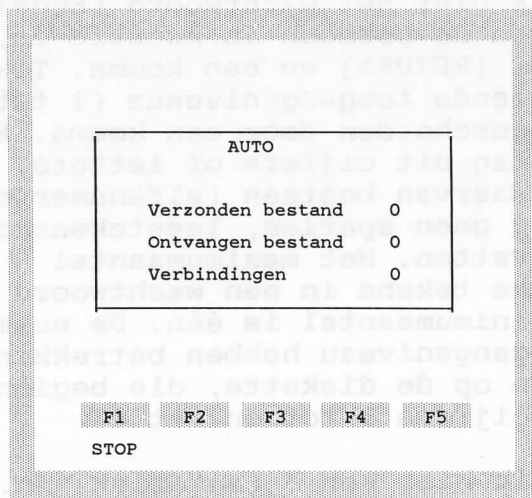 AUTO
Verzonden bestand 0
Ontvangen bestand 0
Verbindingen 0
F1 F2 F3 F4 F5
STOP